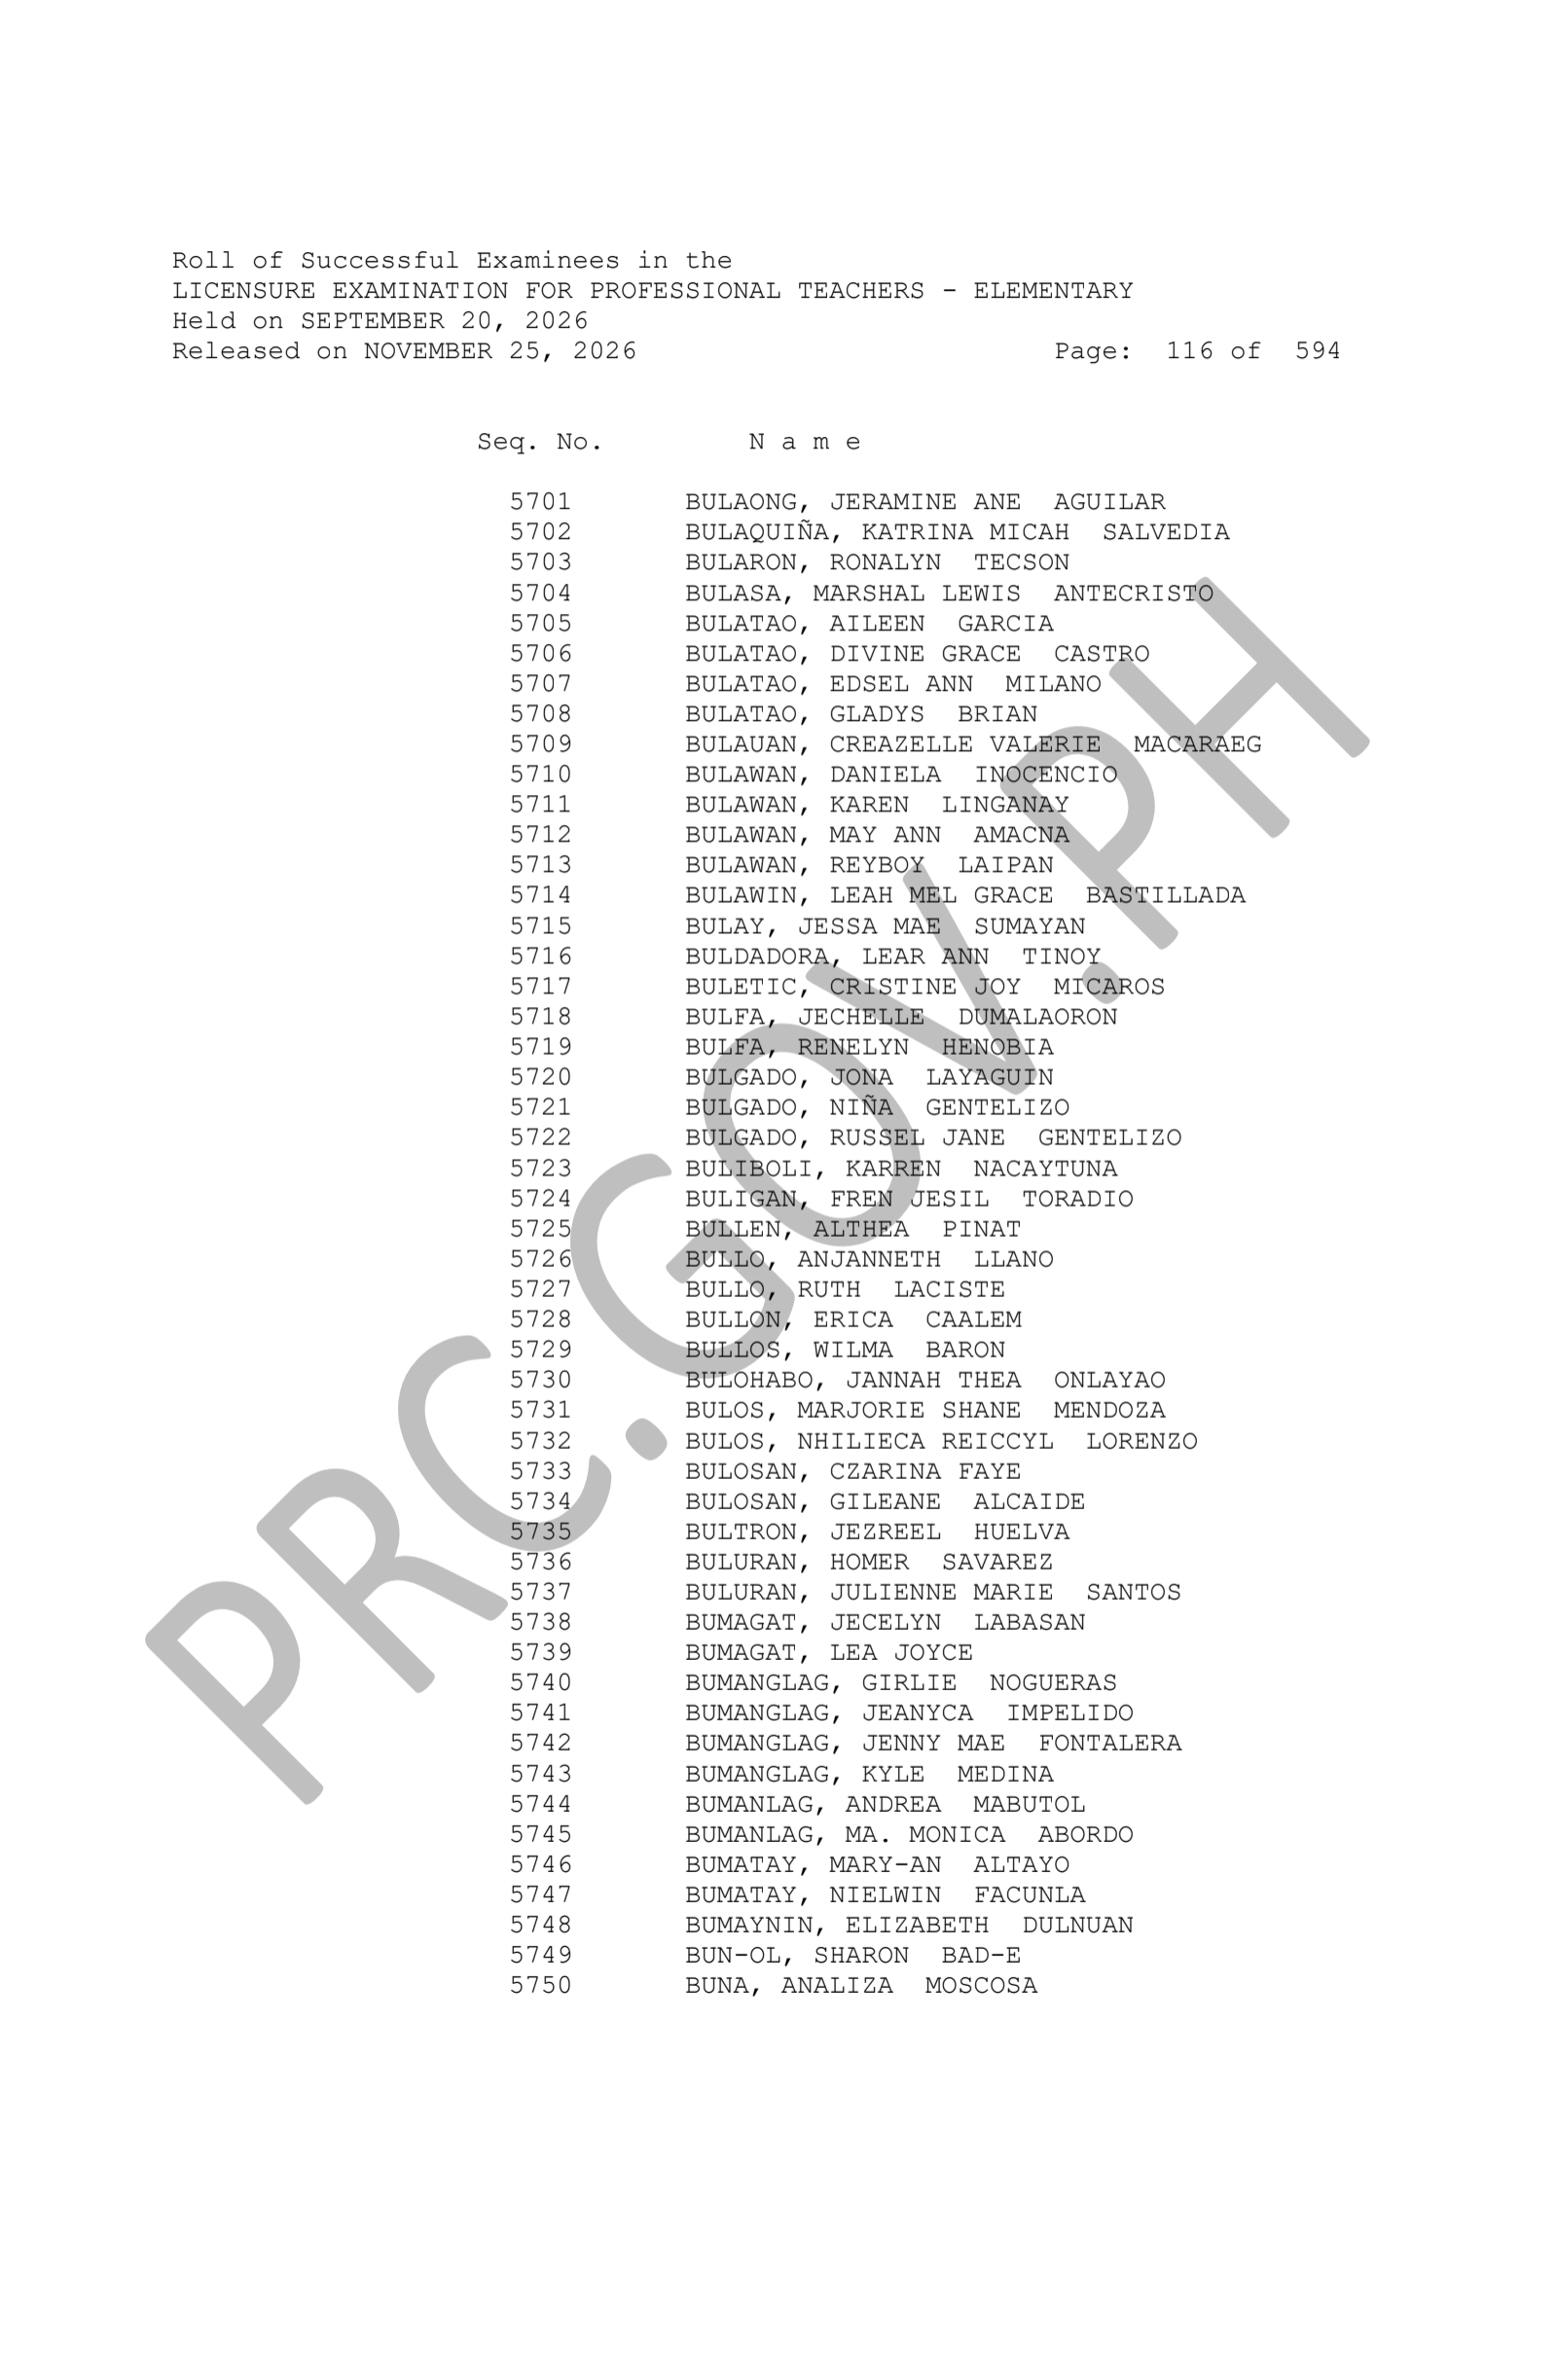 Roll of Successful Examinees in the
LICENSURE EXAMINATION FOR PROFESSIONAL TEACHERS - ELEMENTARY
Held on SEPTEMBER 20, 2026
Released on NOVEMBER 25, 2026 Page: 116 of 594
Seq. No. N a m e
5701 BULAONG, JERAMINE ANE AGUILAR
5702 BULAQUIÑA, KATRINA MICAH SALVEDIA
5703 BULARON, RONALYN TECSON
5704 BULASA, MARSHAL LEWIS ANTECRISTO
5705 BULATAO, AILEEN GARCIA
5706 BULATAO, DIVINE GRACE CASTRO
5707 BULATAO, EDSEL ANN MILANO
5708 BULATAO, GLADYS BRIAN
5709 BULAUAN, CREAZELLE VALERIE MACARAEG
5710 BULAWAN, DANIELA INOCENCIO
5711 BULAWAN, KAREN LINGANAY
5712 BULAWAN, MAY ANN AMACNA
5713 BULAWAN, REYBOY LAIPAN
5714 BULAWIN, LEAH MEL GRACE BASTILLADA
5715 BULAY, JESSA MAE SUMAYAN
5716 BULDADORA, LEAR ANN TINOY
5717 BULETIC, CRISTINE JOY MICAROS
5718 BULFA, JECHELLE DUMALAORON
5719 BULFA, RENELYN HENOBIA
5720 BULGADO, JONA LAYAGUIN
5721 BULGADO, NIÑA GENTELIZO
5722 BULGADO, RUSSEL JANE GENTELIZO
5723 BULIBOLI, KARREN NACAYTUNA
5724 BULIGAN, FREN JESIL TORADIO
5725 BULLEN, ALTHEA PINAT
5726 BULLO, ANJANNETH LLANO
5727 BULLO, RUTH LACISTE
5728 BULLON, ERICA CAALEM
5729 BULLOS, WILMA BARON
5730 BULOHABO, JANNAH THEA ONLAYAO
5731 BULOS, MARJORIE SHANE MENDOZA
5732 BULOS, NHILIECA REICCYL LORENZO
5733 BULOSAN, CZARINA FAYE
5734 BULOSAN, GILEANE ALCAIDE
5735 BULTRON, JEZREEL HUELVA
5736 BULURAN, HOMER SAVAREZ
5737 BULURAN, JULIENNE MARIE SANTOS
5738 BUMAGAT, JECELYN LABASAN
5739 BUMAGAT, LEA JOYCE
5740 BUMANGLAG, GIRLIE NOGUERAS
5741 BUMANGLAG, JEANYCA IMPELIDO
5742 BUMANGLAG, JENNY MAE FONTALERA
5743 BUMANGLAG, KYLE MEDINA
5744 BUMANLAG, ANDREA MABUTOL
5745 BUMANLAG, MA. MONICA ABORDO
5746 BUMATAY, MARY-AN ALTAYO
5747 BUMATAY, NIELWIN FACUNLA
5748 BUMAYNIN, ELIZABETH DULNUAN
5749 BUN-OL, SHARON BAD-E
5750 BUNA, ANALIZA MOSCOSA
PRC.GOV.PH